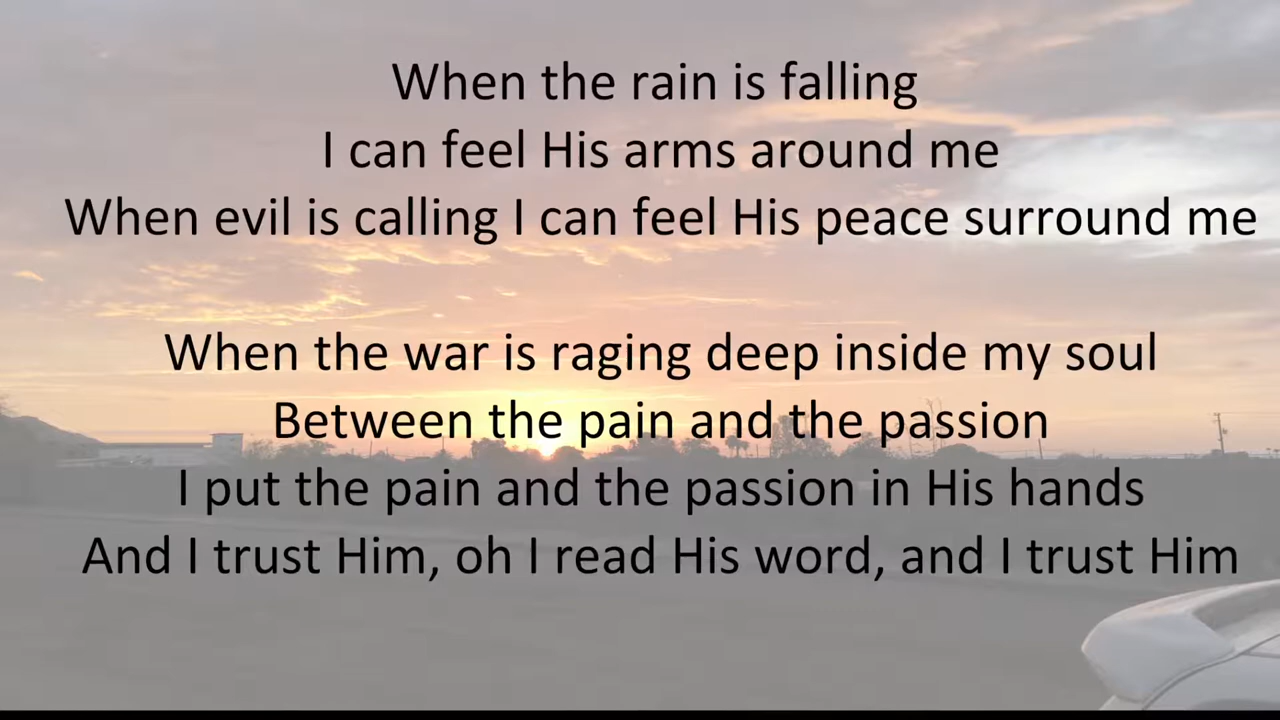 When the rain is falling
I can feel His arms around me
When evil is calling I can feel His peace surround me
When the war is raging deep inside my soul
Between the pain and the passion
I put the pain and the passion in His hands
And I trust Him, oh I read His word, and I trust Him